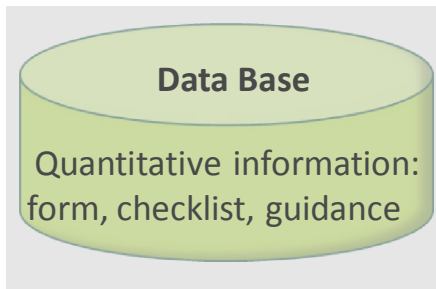 Data Base
Quantitative information:
form, checklist, guidance